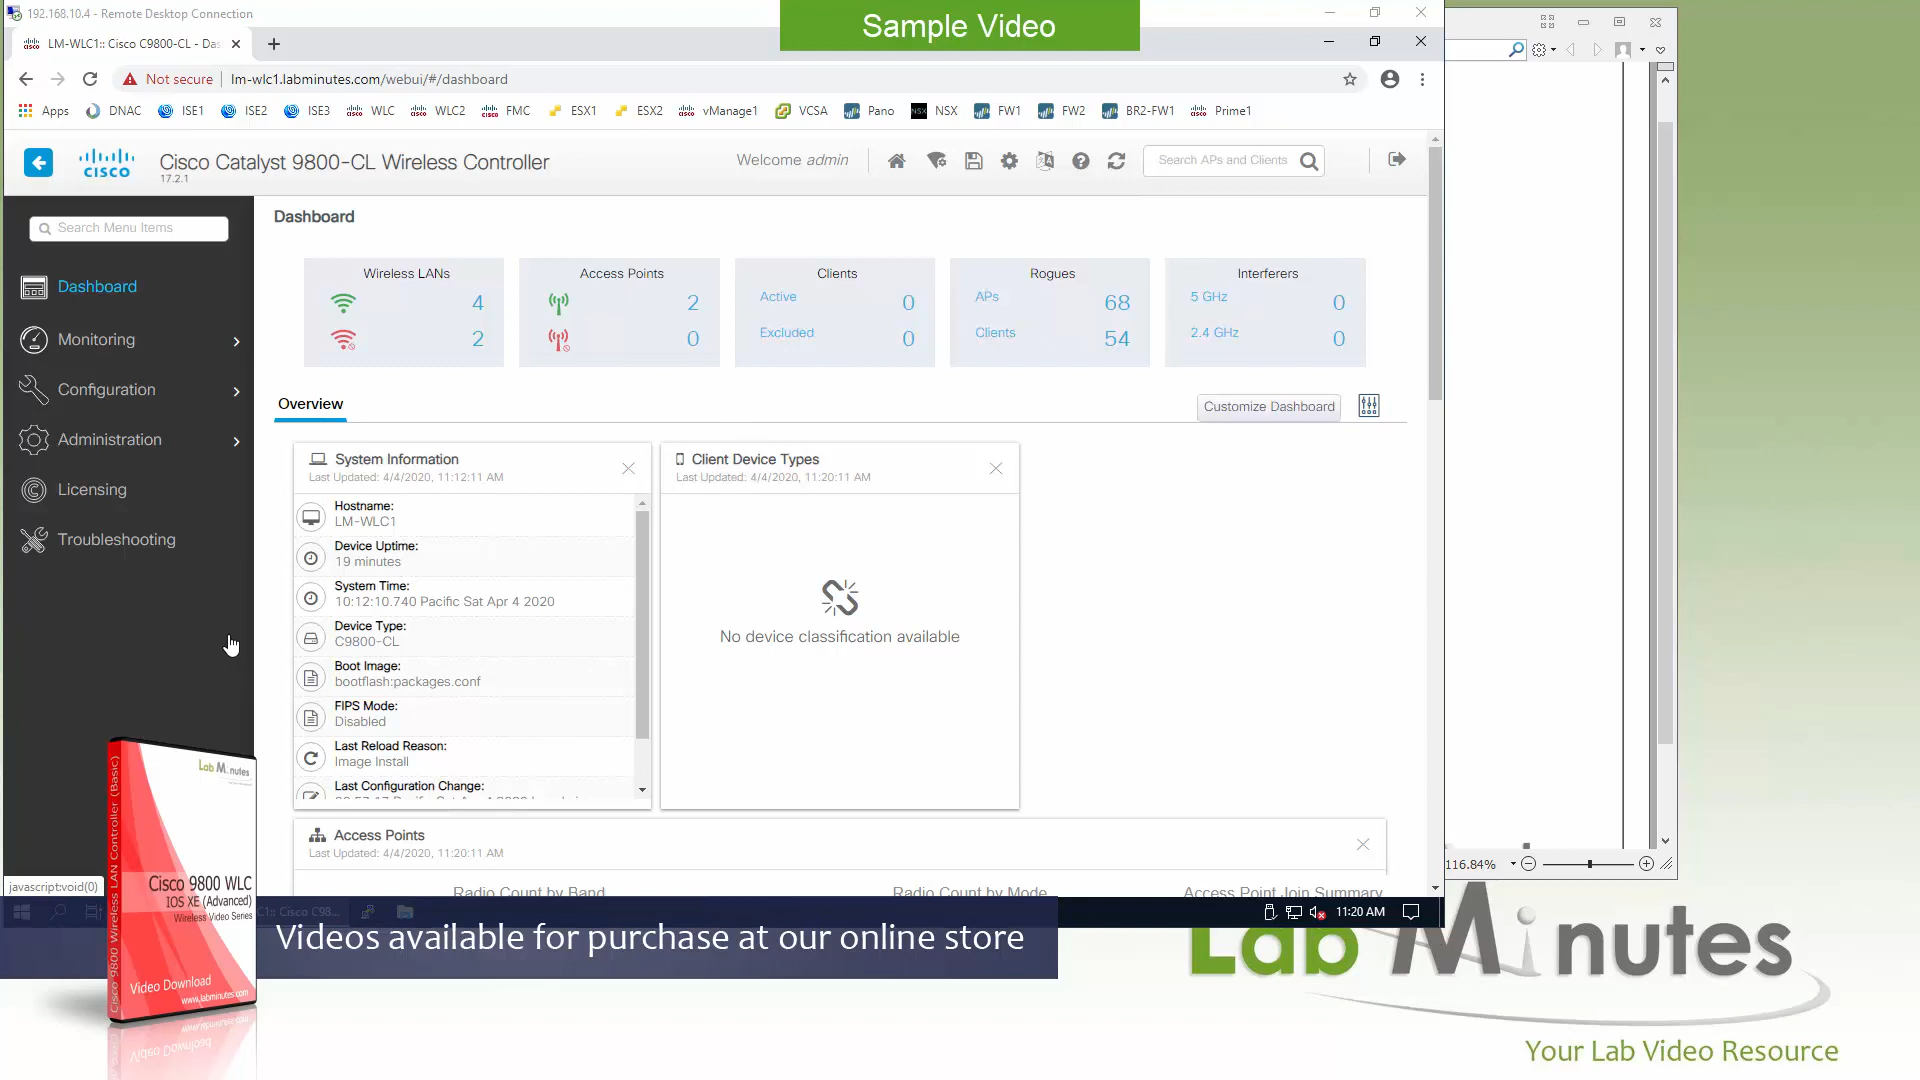 192.168.10.4 - Remote Desktop Connection
Sample Video
LM-WLC1:: Cisco C9800-CL - Das
Not secure
lm-wlc1.labminutes.com/webui/#/dashboard
Apps
DNAC
ISE1
ISE2
ISE3
WLC
WLC2
FMC
ESX1
ESX2
vManage1
VCSA
Pano
NSX
FW1
FW2
BR2-FW1
Prime1
CISCO
Cisco Catalyst 9800-CL Wireless Controller
17.2.1
Welcome admin
Search APs and Clients
Search Menu Items
Dashboard
Monitoring
Configuration
Administration
Licensing
Troubleshooting
Dashboard
Wireless LANs
4
2
Access Points
2
0
Clients
Active 0
Excluded 0
Rogues
APs 68
Clients 54
Interferers
5 GHz 0
2.4 GHz 0
Overview
Customize Dashboard
System Information
Last Updated: 4/4/2020, 11:12:11 AM
Hostname:
LM-WLC1
Device Uptime:
19 minutes
System Time:
10:12:10.740 Pacific Sat Apr 4 2020
Device Type:
C9800-CL
Boot Image:
bootflash:packages.conf
FIPS Mode:
Disabled
Last Reload Reason:
Image Install
Last Configuration Change:
Client Device Types
Last Updated: 4/4/2020, 11:20:11 AM
No device classification available
Access Points
Last Updated: 4/4/2020, 11:20:11 AM
Radio Count by Band
Radio Count by Mode
Access Point Join Summary
116.84%
javascript:void(0)
C1:: Cisco C98...
11:20 AM
Lab Minutes
Cisco 9800 Wireless LAN Controller (Basic)
Cisco 9800 WLC
IOS XE (Advanced)
Wireless Video Series
Video Download
www.labminutes.com
Videos available for purchase at our online store
Lab Minutes
Your Lab Video Resource